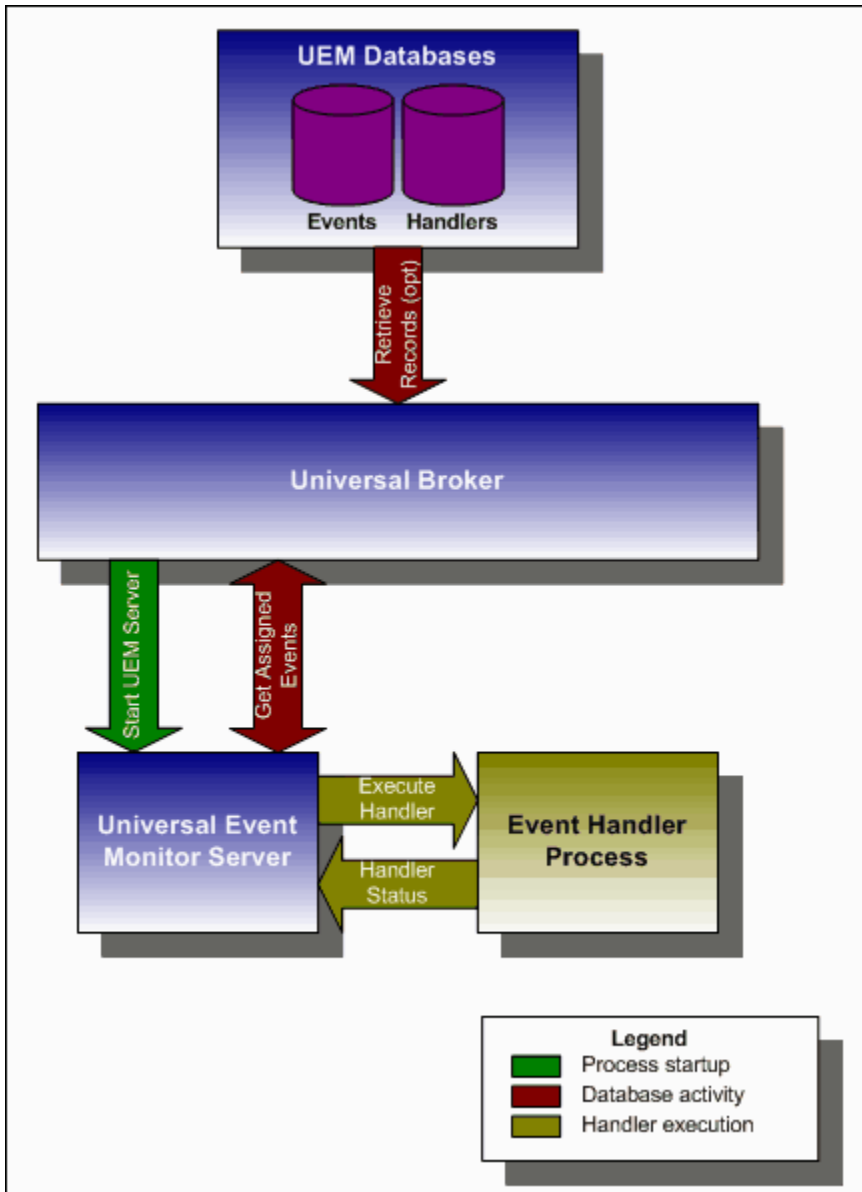 UEM Databases
Events
Handlers
Retrieve
Records (opt)
Universal Broker
Start UEM Server
Get Assigned
Events
Universal Event
Monitor Server
Execute
Handler
Handler
Status
Event Handler
Process
Legend
Process startup
Database activity
Handler execution